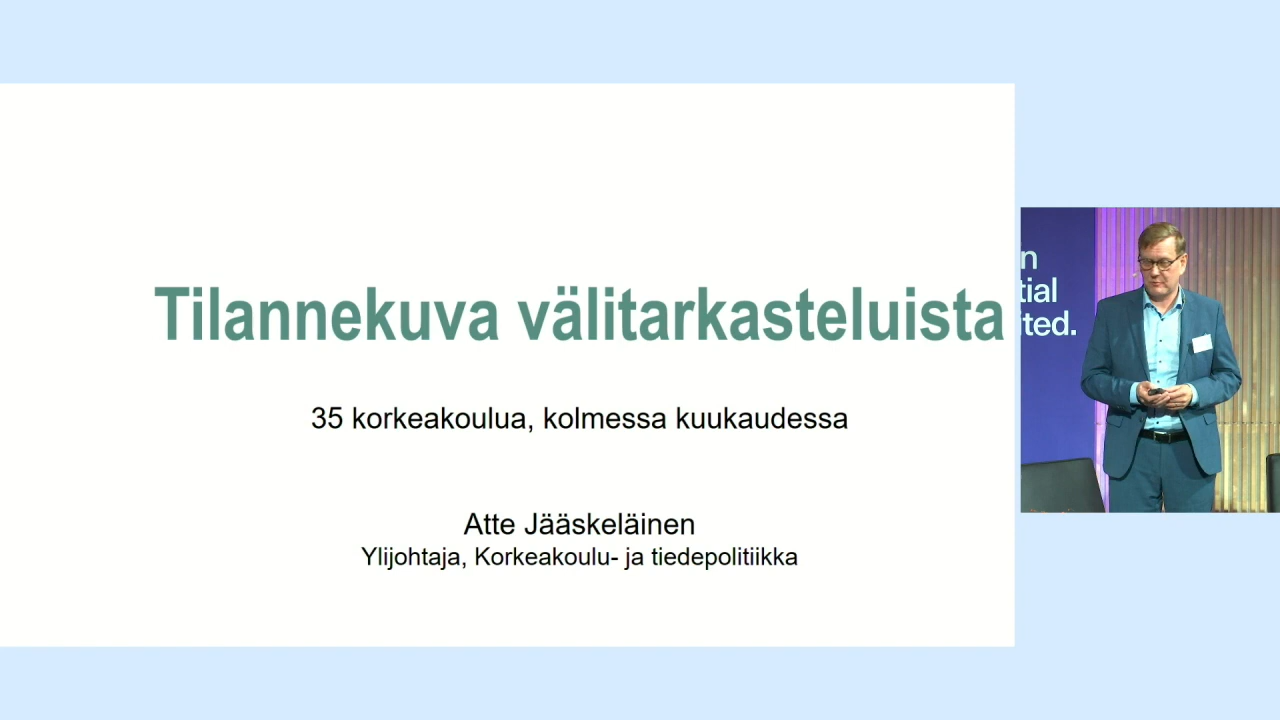 Tilannekuva välitarkasteluista
35 korkeakoulua, kolmessa kuukaudessa
Atte Jääskeläinen
Ylijohtaja, Korkeakoulu- ja tiedepolitiikka